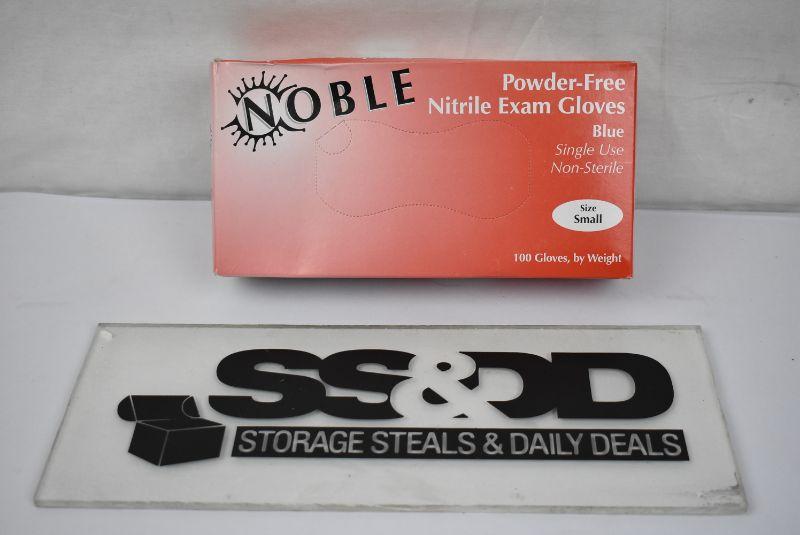 NOBLE
Powder-Free
Nitrile Exam Gloves
Blue
Single Use
Non-Sterile
Size
Small
100 Gloves, by Weight
SS&DD
STORAGE STEALS & DAILY DEALS